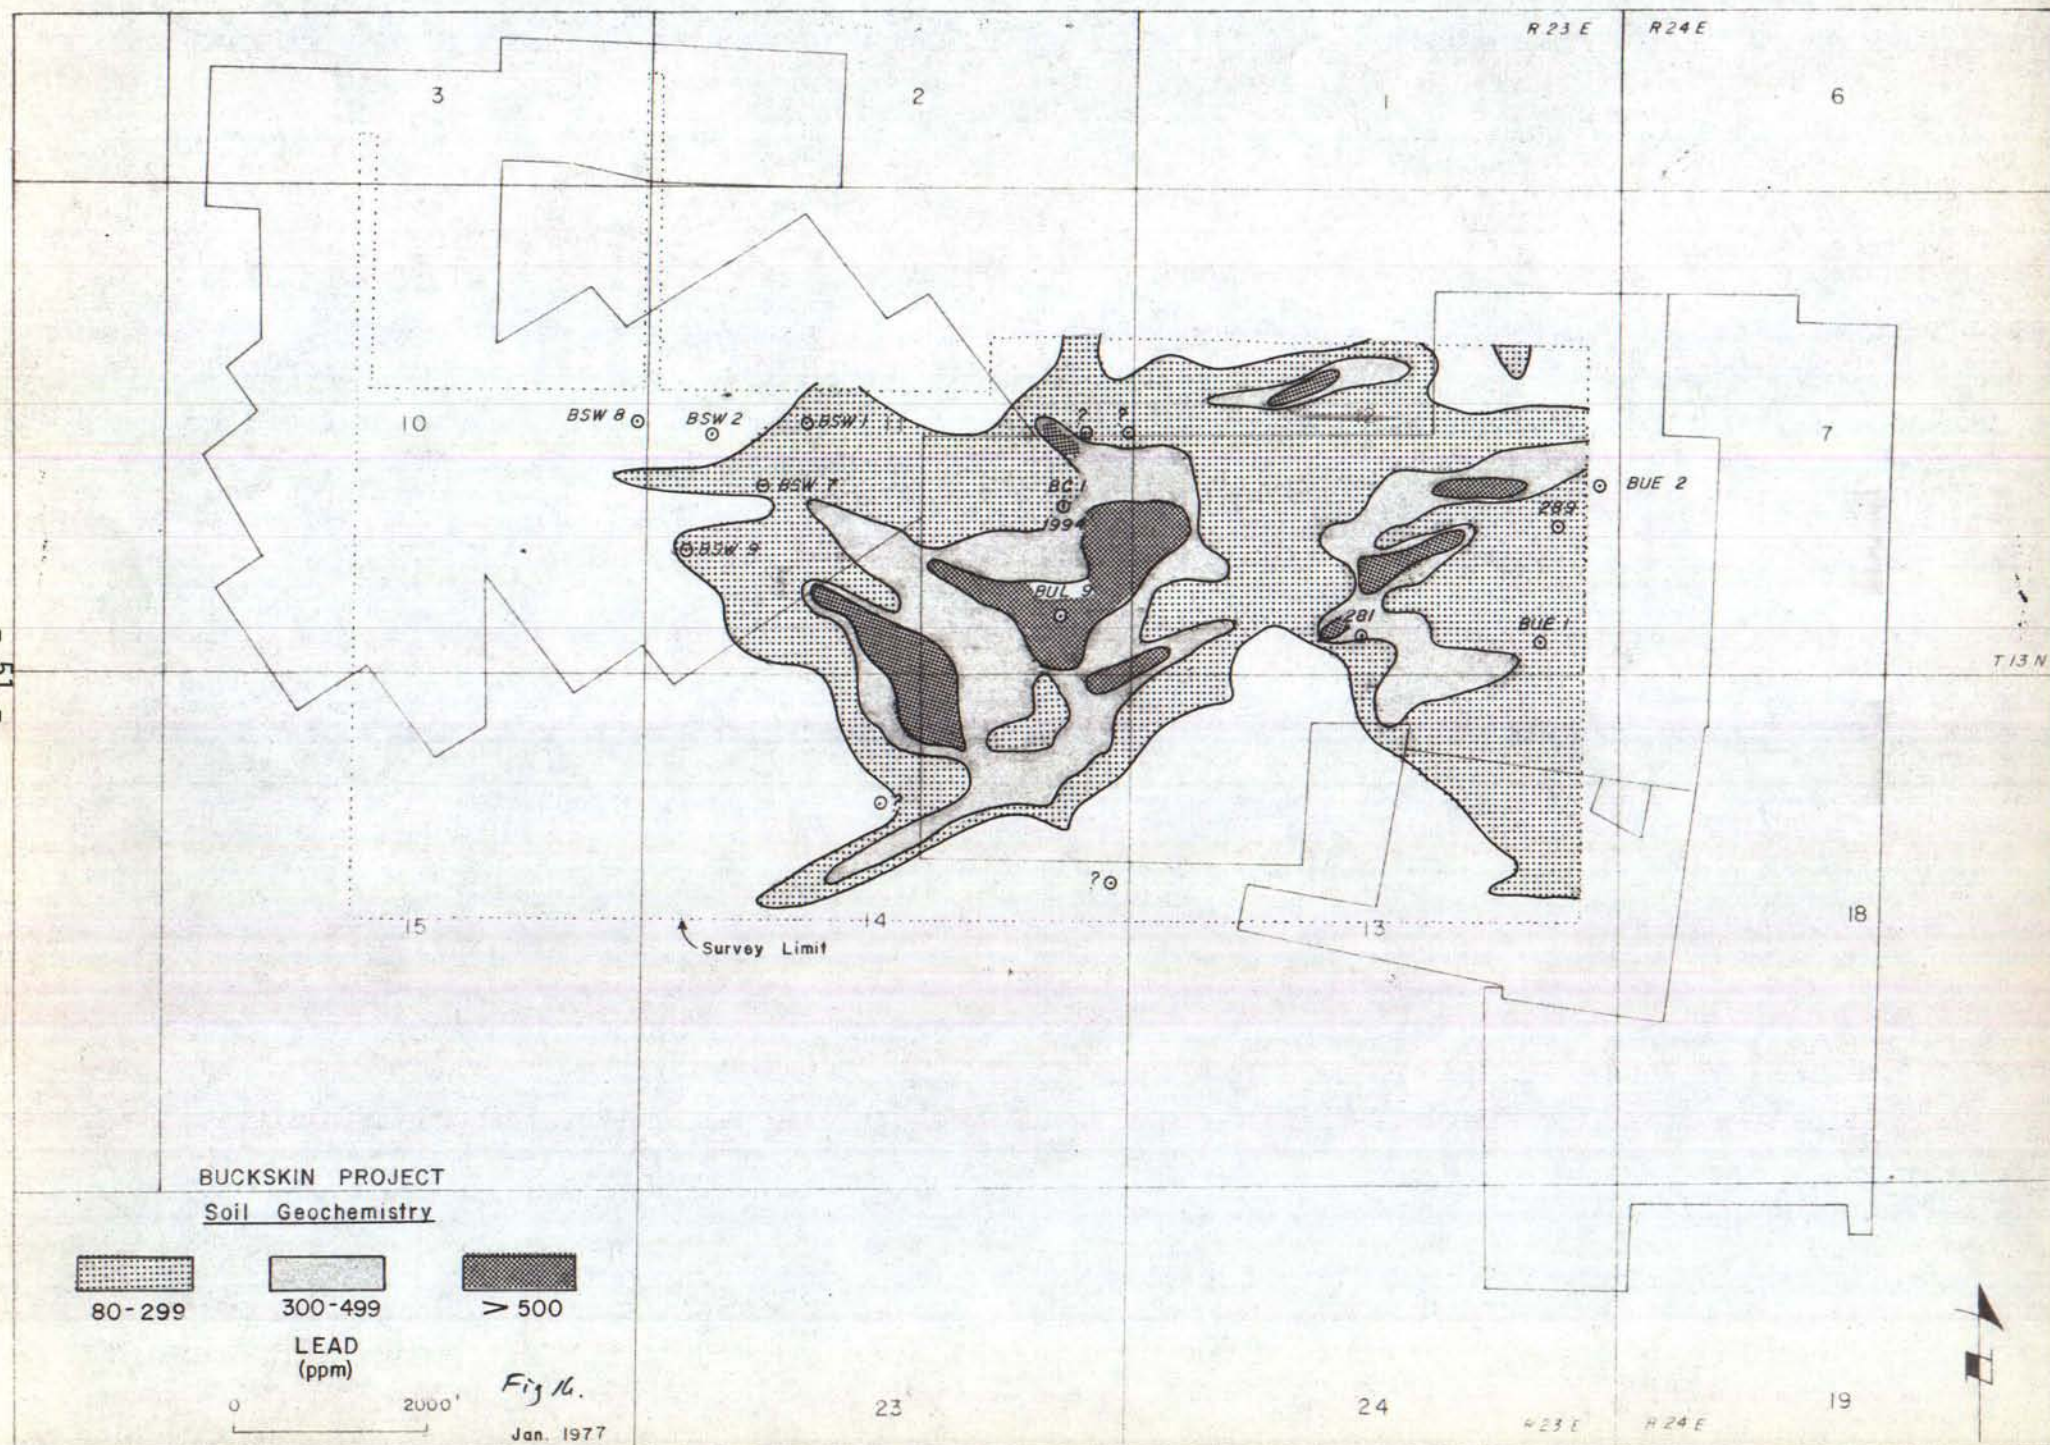 R 23 E R 24 E
3 2 1 6
10 BSW 8 BSW 2 BSW 1 11 ? ? 12 7
BSW 7 BC 1 BUE 2
1994 289
BSW 9
BUL 9
281 BUE 1
T 13 N
51
?
?
15 14 13 18
Survey Limit
BUCKSKIN PROJECT
Soil Geochemistry
80-299 300-499 > 500
LEAD
(ppm)
0 2000'
Fig 16.
Jan. 1977
23 24 19
R 23 E R 24 E